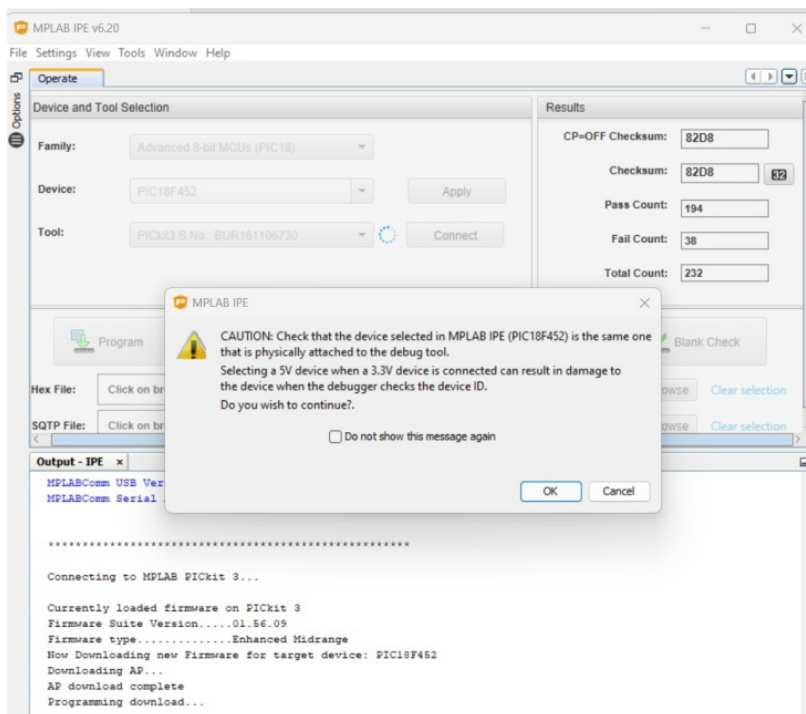 MPLAB IPE v6.20
File Settings View Tools Window Help
Operate
Options
Device and Tool Selection
Family:
Advanced 8-bit MCUs (PIC18)
Device:
PIC18F452
Apply
Tool:
PICkit3 S.No : BUR161106730
Connect
Results
CP=OFF Checksum: 82D8
Checksum: 82D8
32
Pass Count: 194
Fail Count: 38
Total Count: 232
MPLAB IPE
CAUTION: Check that the device selected in MPLAB IPE (PIC18F452) is the same one
that is physically attached to the debug tool.
Selecting a 5V device when a 3.3V device is connected can result in damage to
the device when the debugger checks the device ID.
Do you wish to continue?.
Do not show this message again
OK Cancel
Program
Blank Check
Hex File: Click on br
owse Clear selection
SQTP File: Click on br
owse Clear selection
Output - IPE ×
MPLABComm USB Ver
MPLABComm Serial
*****************************************************
Connecting to MPLAB PICkit 3...
Currently loaded firmware on PICkit 3
Firmware Suite Version.....01.56.09
Firmware type..............Enhanced Midrange
Now Downloading new Firmware for target device: PIC18F452
Downloading AP...
AP download complete
Programming download...